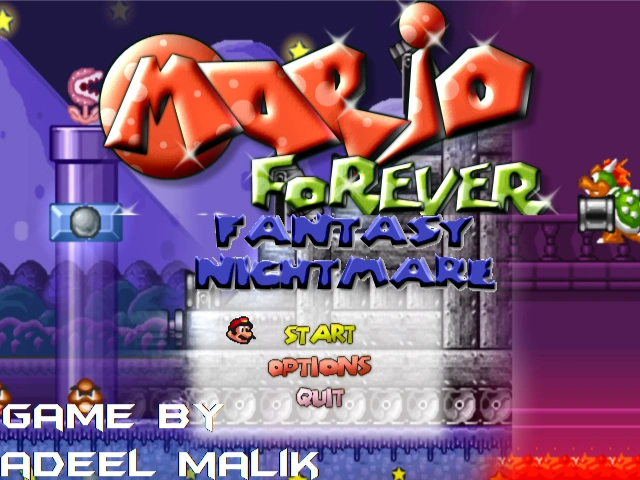 MARIO
FOREVER
FANTASY
NIGHTMARE
START
OPTIONS
QUIT
GAME BY
ADEEL MALIK